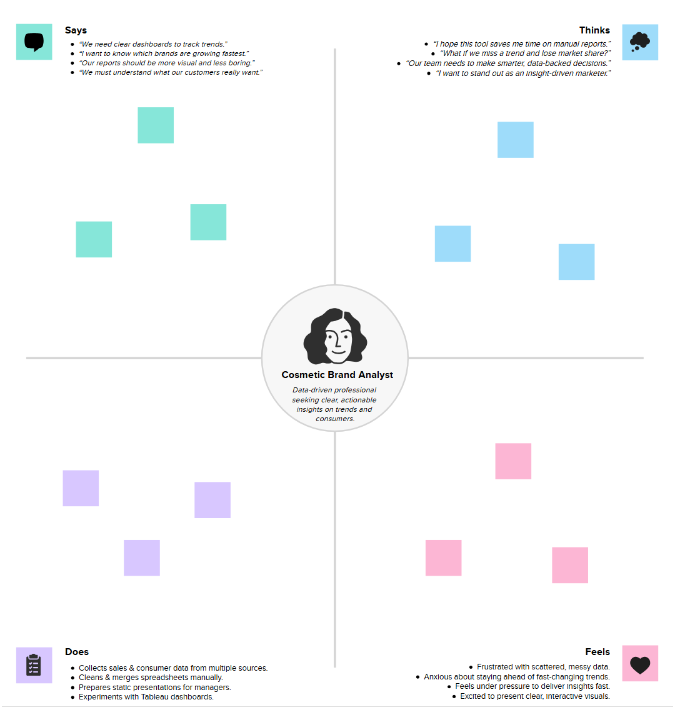 Says
• “We need clear dashboards to track trends.”
• “I want to know which brands are growing fastest.”
• “Our reports should be more visual and less boring.”
• “We must understand what our customers really want.”
Thinks
• “I hope this tool saves me time on manual reports.”
• “What if we miss a trend and lose market share?”
• “Our team needs to make smarter, data-backed decisions.”
• “I want to stand out as an insight-driven marketer.”
Cosmetic Brand Analyst
Data-driven professional
seeking clear, actionable
insights on trends and
consumers.
Does
• Collects sales & consumer data from multiple sources.
• Cleans & merges spreadsheets manually.
• Prepares static presentations for managers.
• Experiments with Tableau dashboards.
Feels
• Frustrated with scattered, messy data.
• Anxious about staying ahead of fast-changing trends.
• Feels under pressure to deliver insights fast.
• Excited to present clear, interactive visuals.